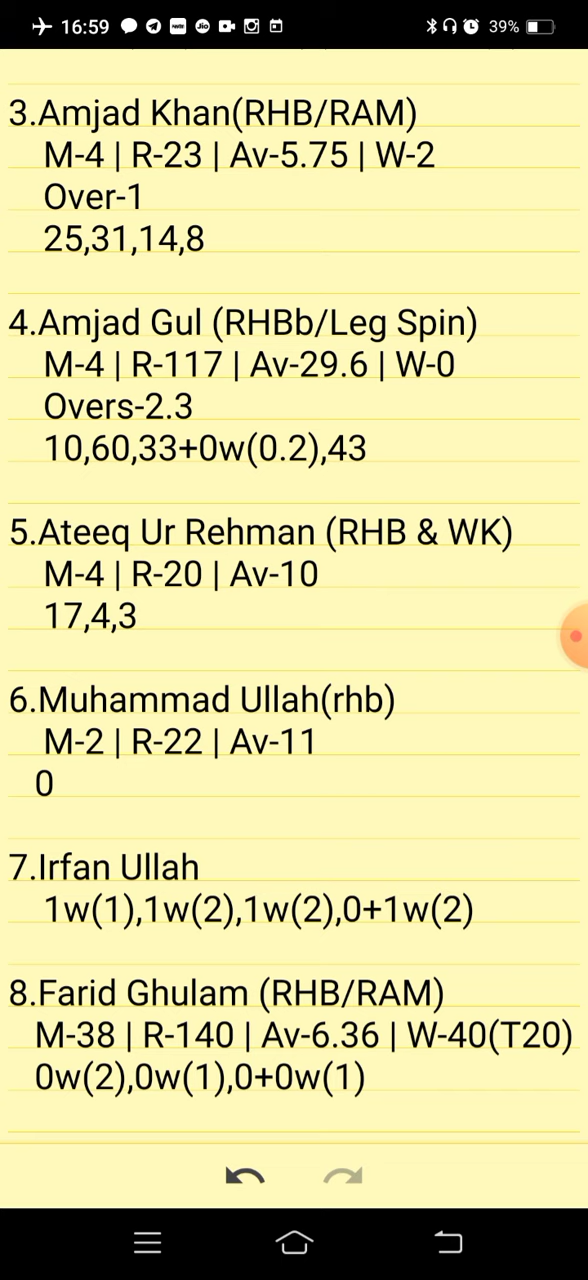 16:59
39%
3.Amjad Khan(RHB/RAM)
M-4 | R-23 | Av-5.75 | W-2
Over-1
25,31,14,8
4.Amjad Gul (RHBb/Leg Spin)
M-4 | R-117 | Av-29.6 | W-0
Overs-2.3
10,60,33+0w(0.2),43
5.Ateeq Ur Rehman (RHB & WK)
M-4 | R-20 | Av-10
17,4,3
6.Muhammad Ullah(rhb)
M-2 | R-22 | Av-11
0
7.Irfan Ullah
1w(1),1w(2),1w(2),0+1w(2)
8.Farid Ghulam (RHB/RAM)
M-38 | R-140 | Av-6.36 | W-40(T20)
0w(2),0w(1),0+0w(1)